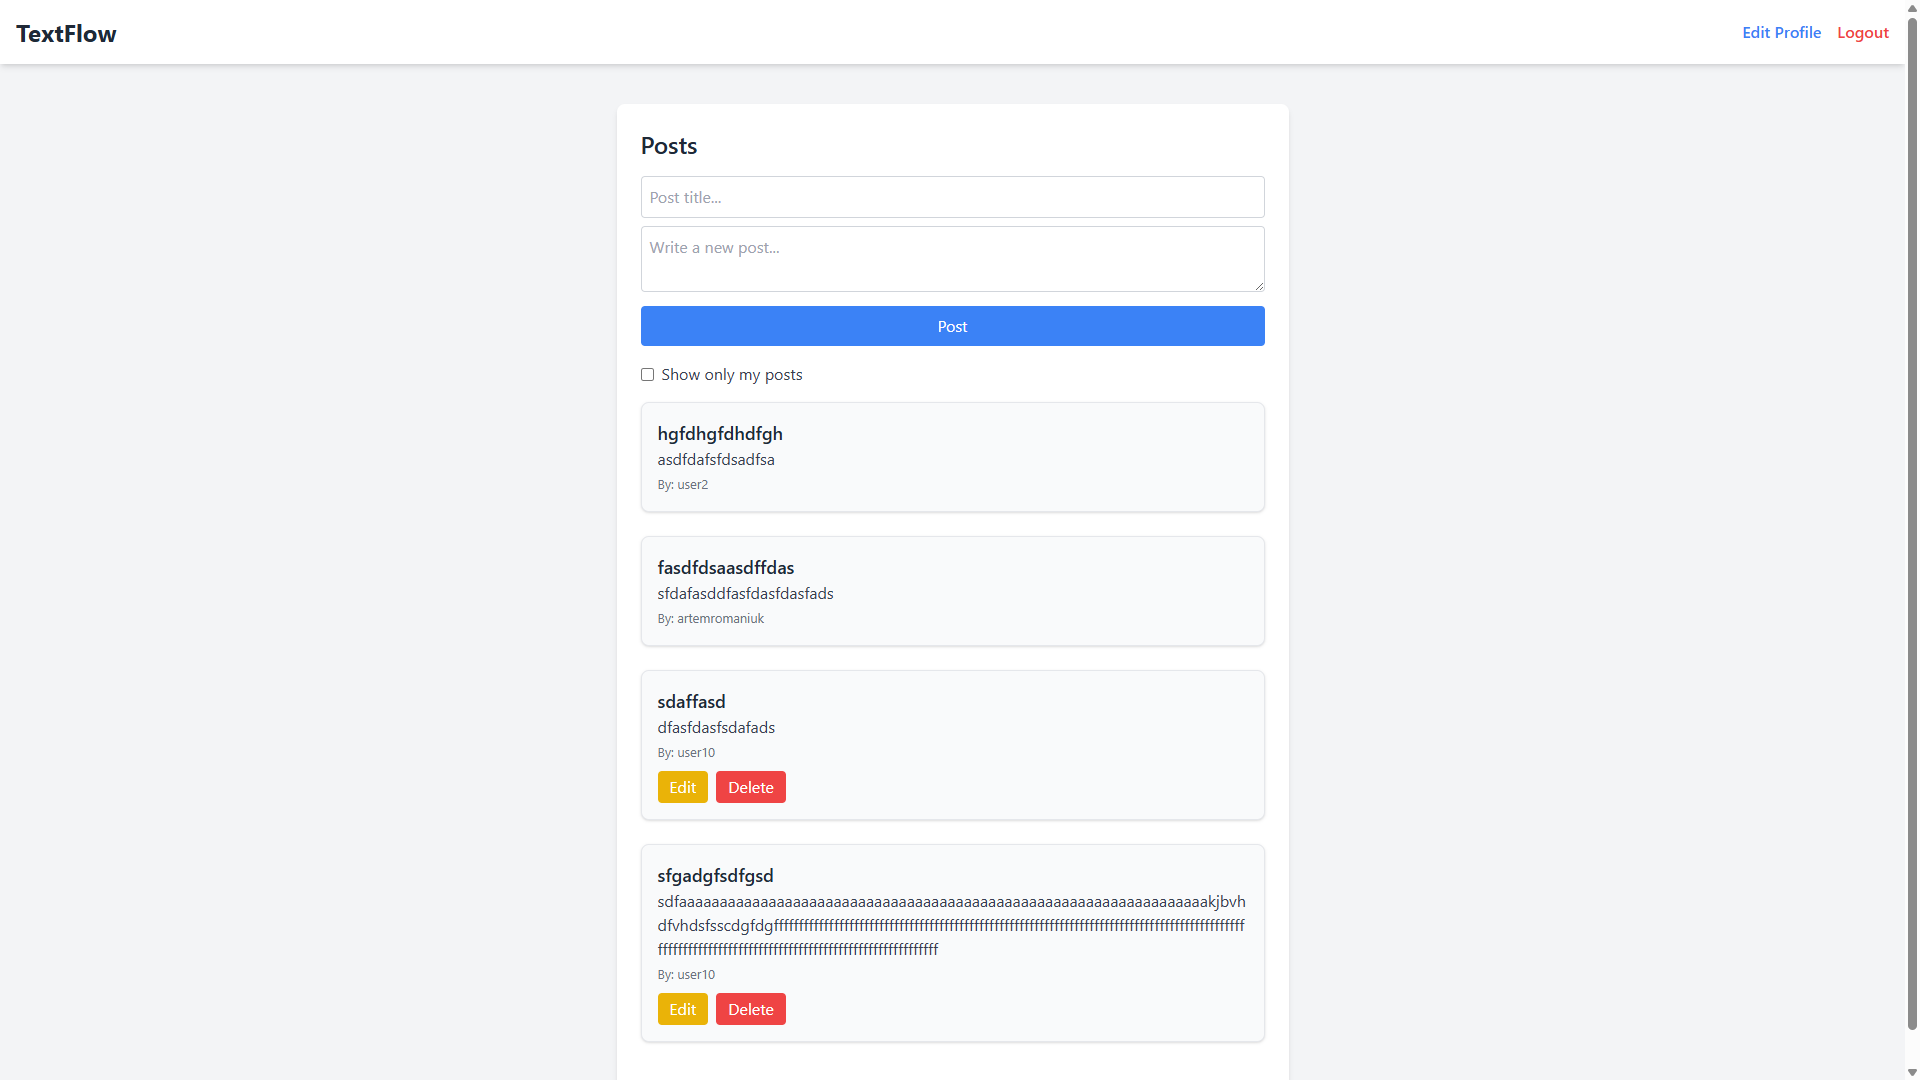 TextFlow
Edit Profile
Logout
Posts
Post title...
Write a new post...
Post
Show only my posts
hgfdhgfdhdfgh
asdfdafsfdsadfsa
By: user2
fasdfdsaasdffdas
sfdafasddfasfdasfdasfads
By: artemromaniuk
sdaffasd
dfasfdasfsdafads
By: user10
Edit
Delete
sfgadgfsdfgsd
By: user10
Edit
Delete